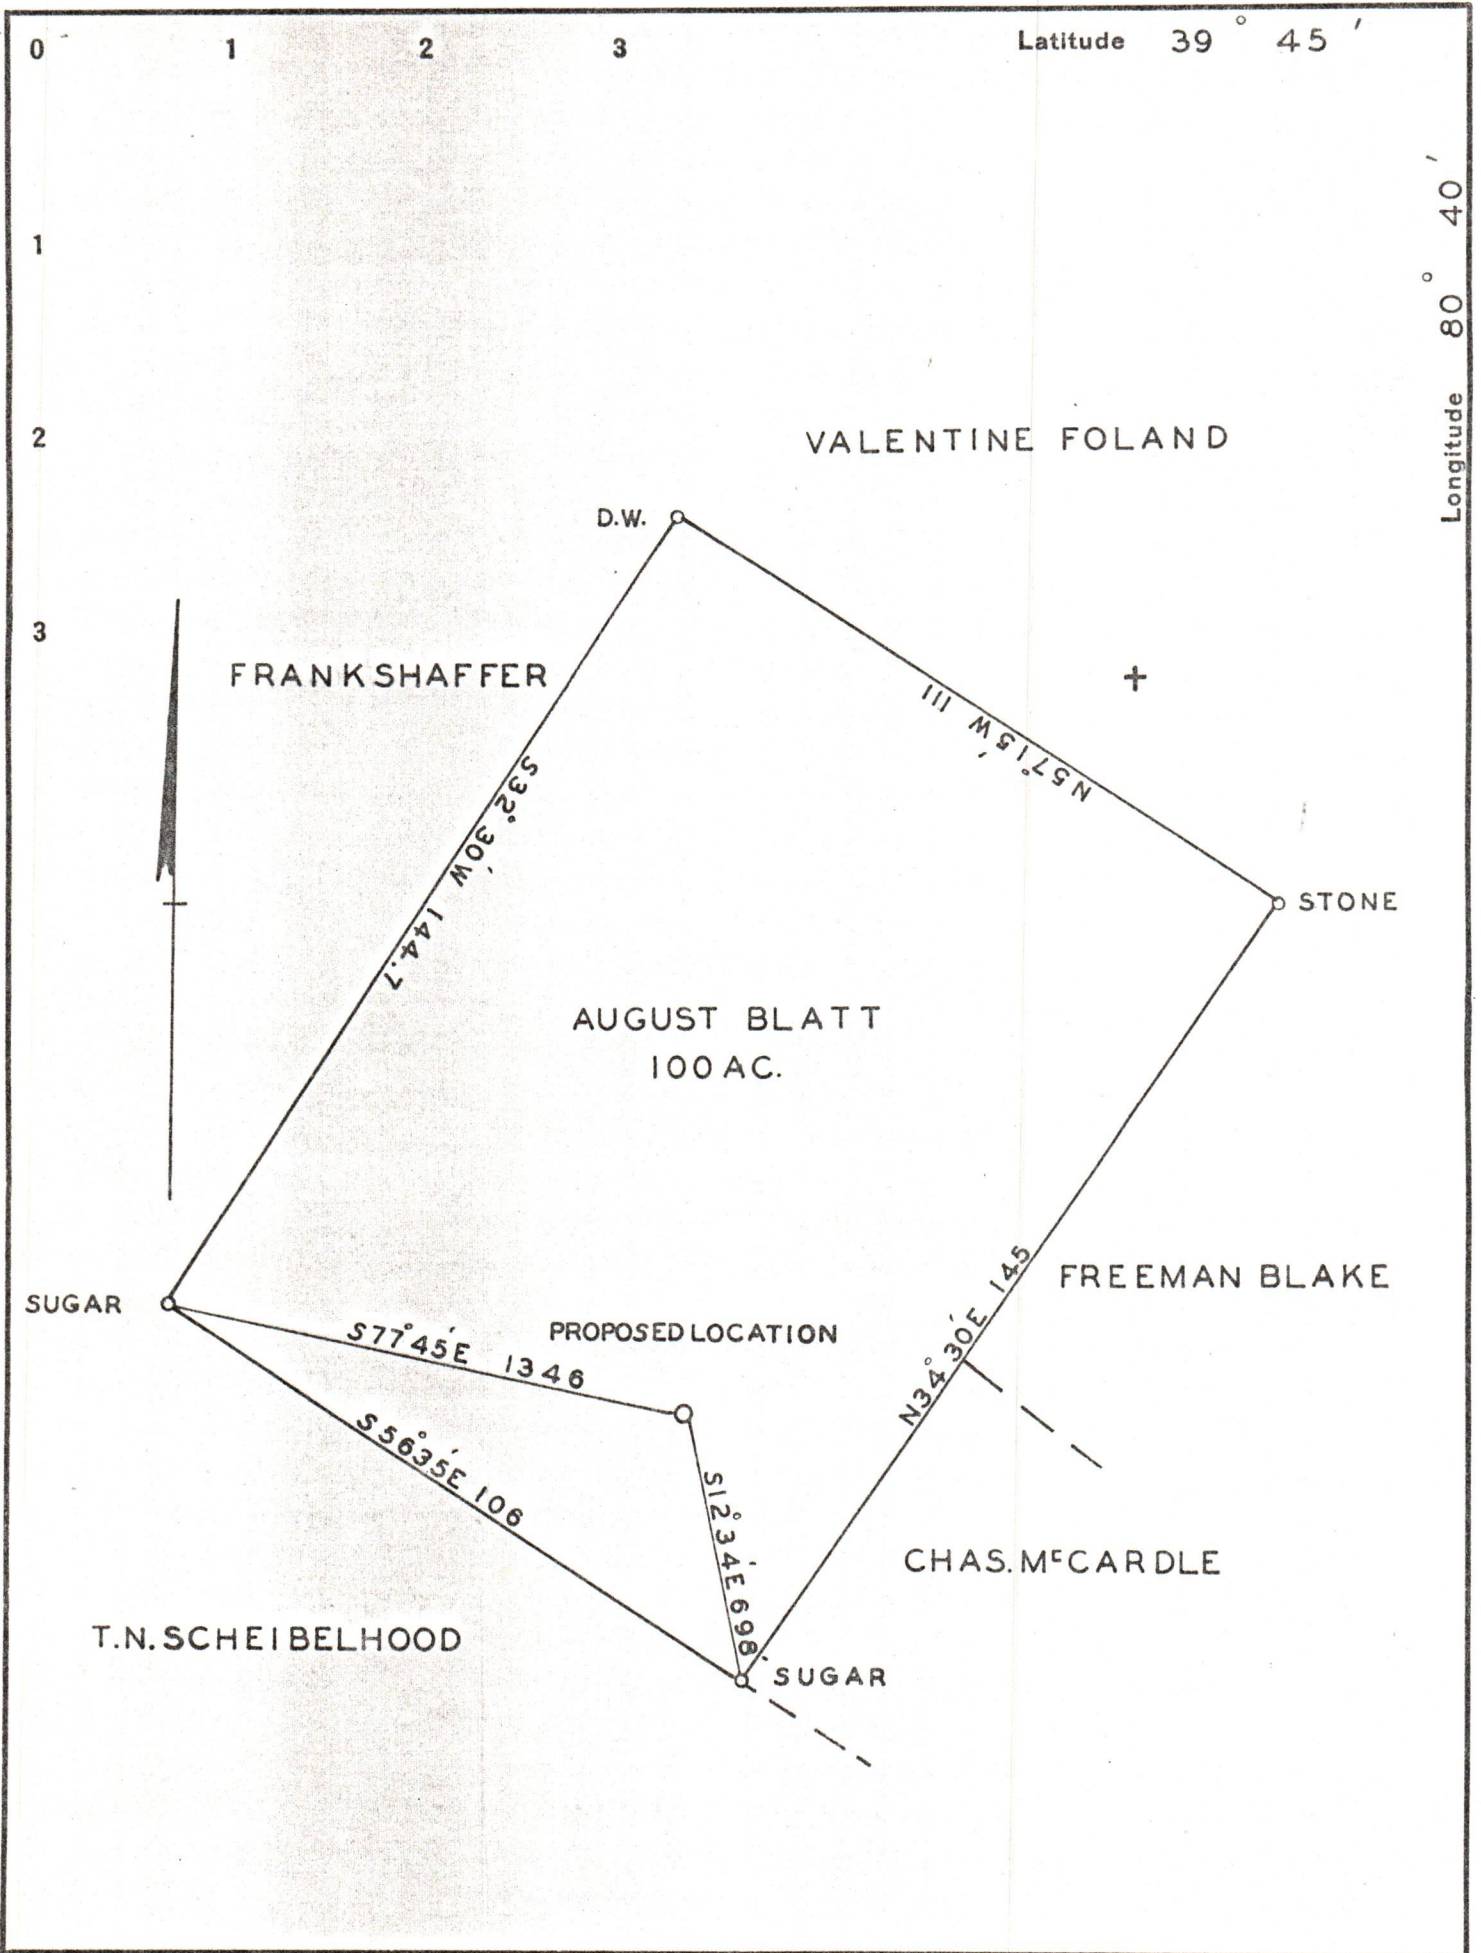 0 1 2 3 Latitude 39° 45'
Longitude 80° 40'
1
2
3
VALENTINE FOLAND
D.W.
FRANK SHAFFER
N57°15'W 111
S32°30'W 144.7
STONE
AUGUST BLATT
100 AC.
N34°30'E 145
FREEMAN BLAKE
SUGAR
PROPOSED LOCATION
S77°45'E 1346
S56°35'E 106
S12°34'E 698'
CHAS. McCARDLE
T.N. SCHEIBELHOOD
SUGAR